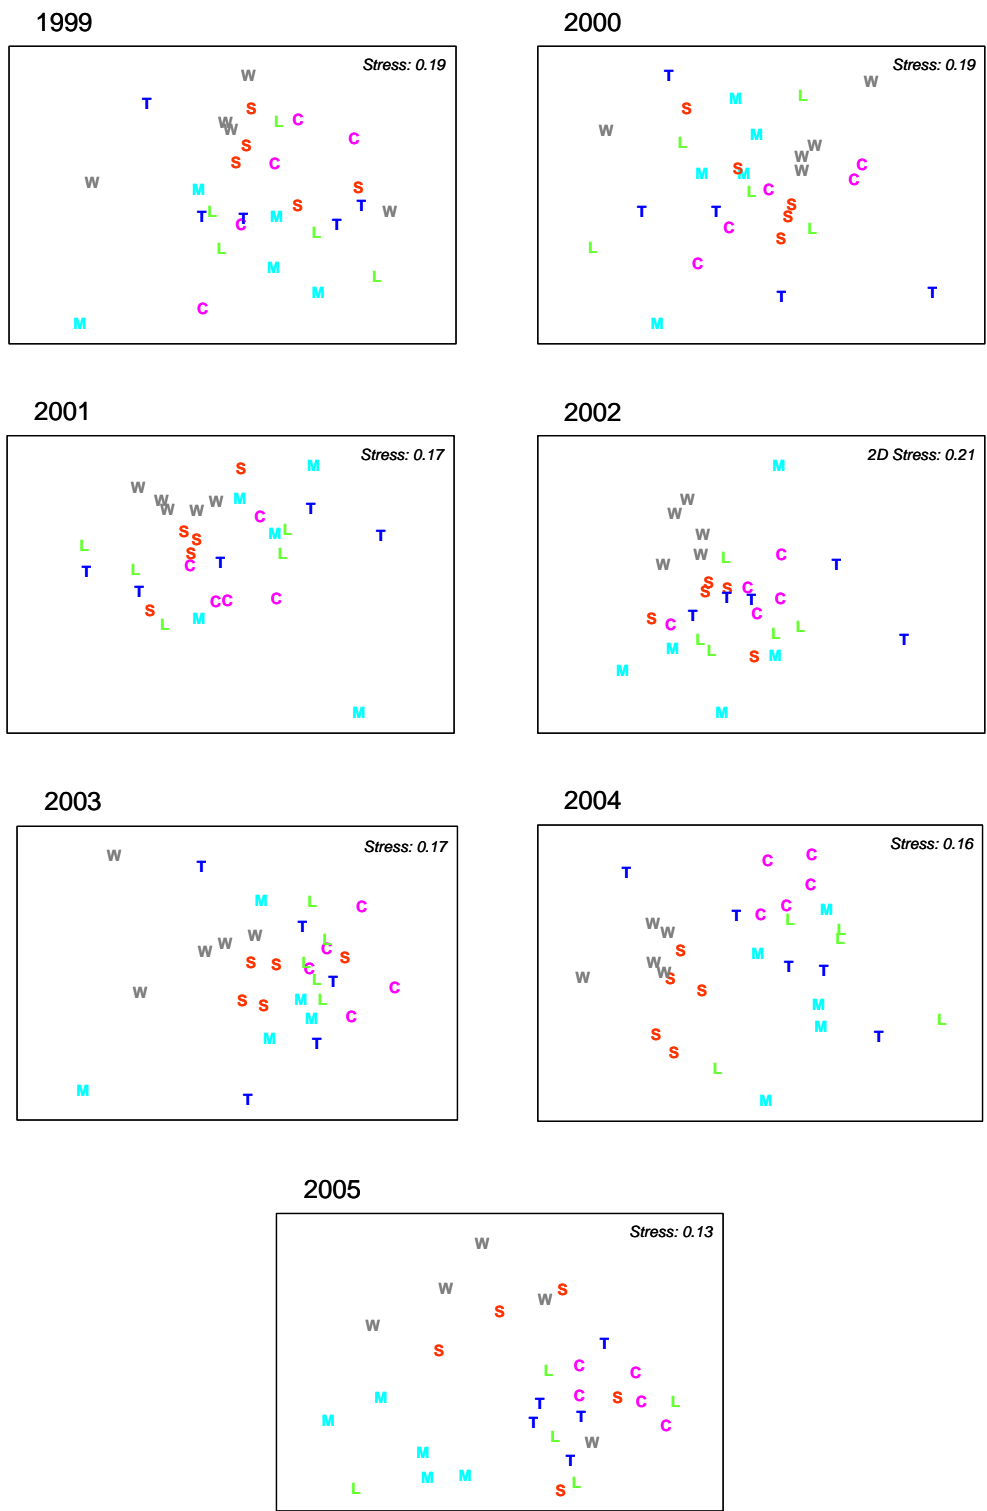 1999
Stress: 0.19
W
T S
W L C
W C
S
S C
W M S
S T
L W
T T M
C T
L L
M L
M
C
M
2000
Stress: 0.19
T W
M L
S
W M
L W
W
M S M W C
L C C
S
T T S
C L
S
L
C
T T
M
2001
Stress: 0.17
S M
W
W M
W W W T
C
S M L T
S
L S L
T L C T
T
S C C C
L M
M
2002
2D Stress: 0.21
M
W
W
W
W L C
W T
S S C
S T T C
S T C
C L L
L T
M L S M
M
M
2003
Stress: 0.17
W
T
M L C
T
W L
W W C
S S L C S
L T
W C
S S M L
M C
M T
M
T
2004
Stress: 0.16
C C
T
C
C M
T C L
W W L
L
S M
W W T T
W S
S
M
L
S M T
S
L
M
2005
Stress: 0.13
W
W S
W
S
W
T
S
L C C
M C S C L
T
M T T C
L W
M
T
M M
L
L S